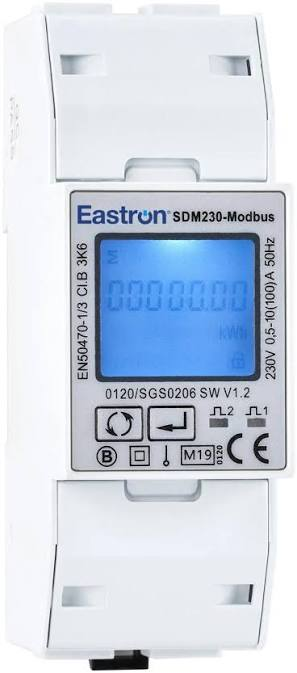 Eastron® SDM230-Modbus
EN50470-1/3 Cl.B 3K6
M
0000000.00
kWh
230V 0,5-10(100)A 50Hz
0120/SGS0206 SW V1.2
2 1
B M19 0120 CE